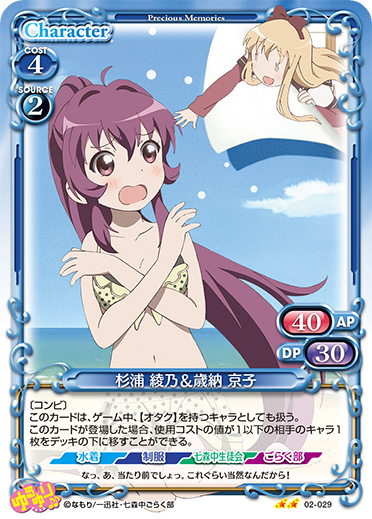 Precious Memories
Character
COST
4
SOURCE
2
40 AP
DP 30
杉浦 綾乃&歳納 京子
〔コンビ〕
このカードは、ゲーム中、【オタク】を持つキャラとしても扱う。
このカードが登場した場合、使用コストの値が1以下の相手のキャラ1
枚をデッキの下に移すことができる。
水着 制服 七森中生徒会 ごらく部
なっ、あ、当たり前でしょっ。これぐらい当然なんだから!
ゆるゆり
©なもり/一迅社・七森中ごらく部
02-029